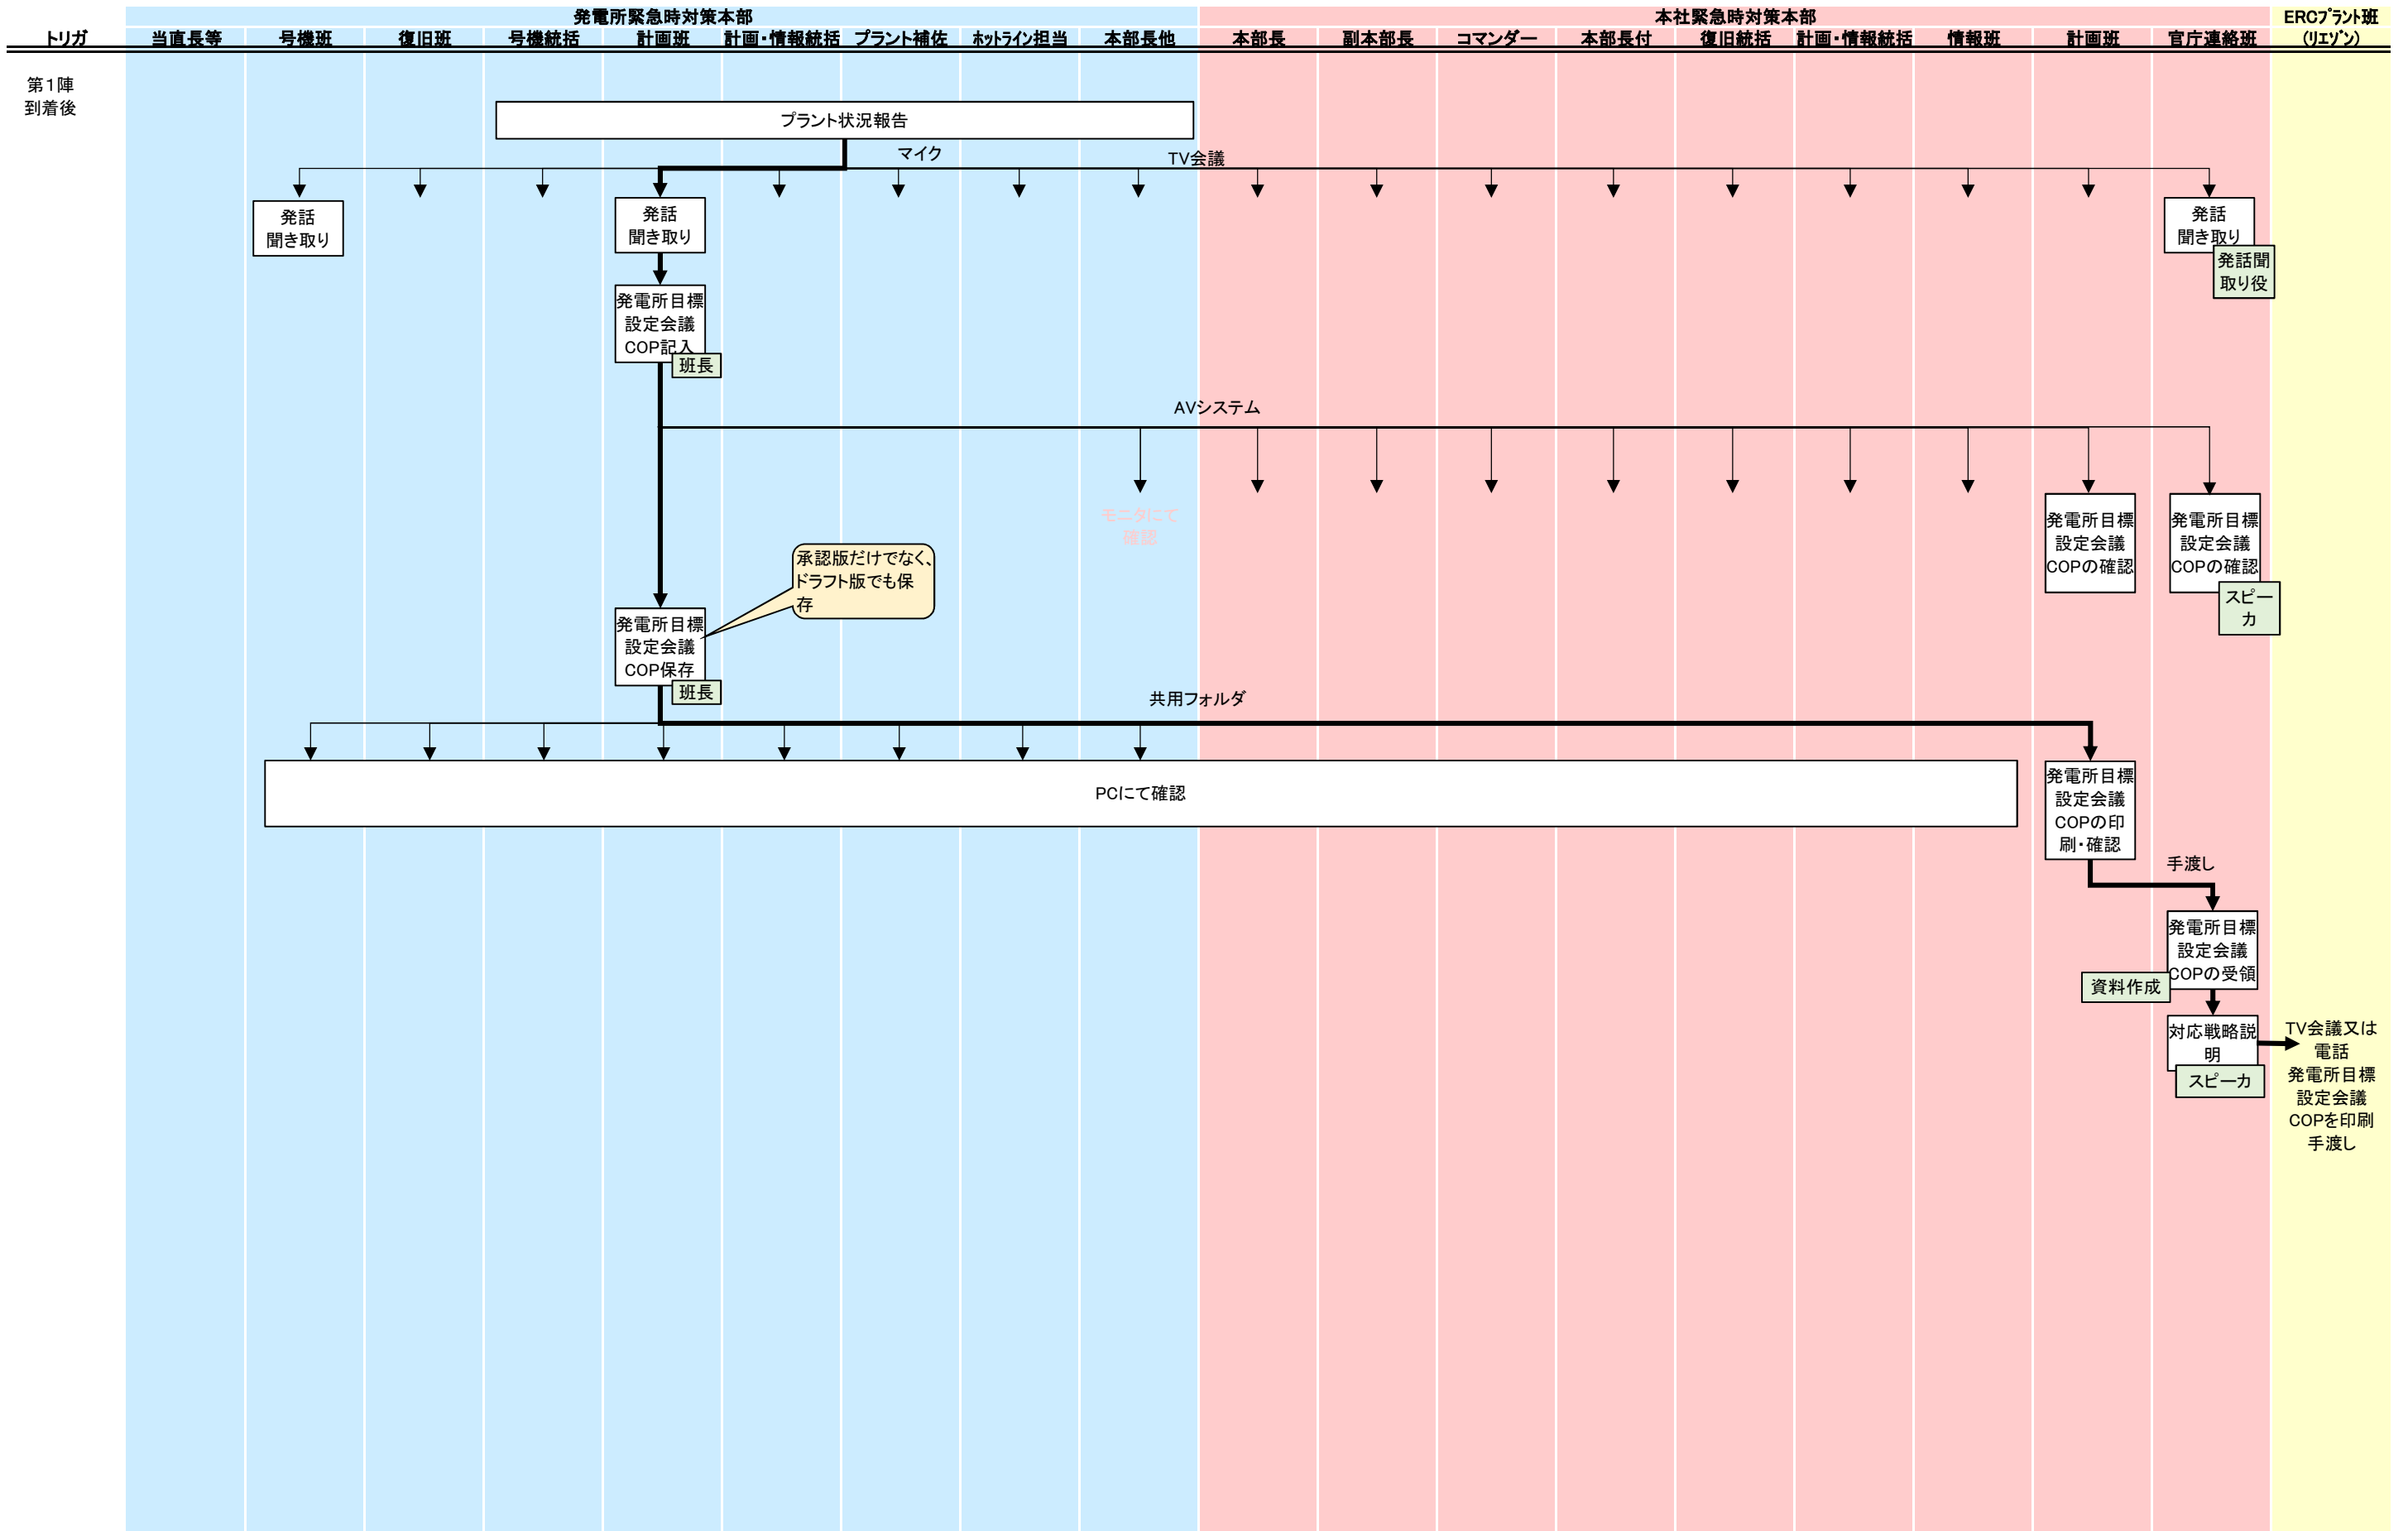 発電所緊急時対策本部
本社緊急時対策本部
ERCプラント班
(リエゾン)
トリガ
当直長等
号機班
復旧班
号機統括
計画班
計画・情報統括
プラント補佐
ホットライン担当
本部長他
本部長
副本部長
コマンダー
本部長付
復旧統括
計画・情報統括
情報班
計画班
官庁連絡班
第1陣
到着後
プラント状況報告
マイク
TV会議
発話
聞き取り
発話
聞き取り
発話
聞き取り
発話聞
取り役
発電所目標
設定会議
COP記入
班長
AVシステム
モニタにて
確認
発電所目標
設定会議
COPの確認
発電所目標
設定会議
COPの確認
スピー
カ
承認版だけでなく、
ドラフト版でも保
存
発電所目標
設定会議
COP保存
班長
共用フォルダ
PCにて確認
発電所目標
設定会議
COPの印
刷・確認
手渡し
発電所目標
設定会議
COPの受領
資料作成
対応戦略説
明
スピーカ
TV会議又は
電話
発電所目標
設定会議
COPを印刷
手渡し